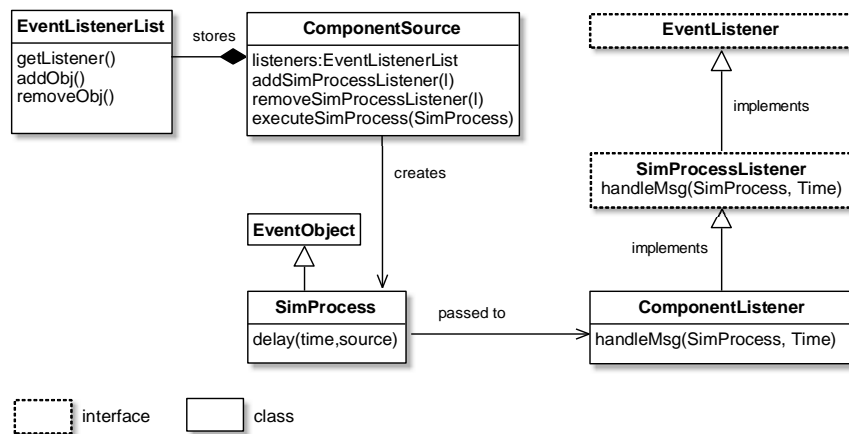 EventListenerList
getListener()
addObj()
removeObj()
stores
ComponentSource
listeners:EventListenerList
addSimProcessListener(l)
removeSimProcessListener(l)
executeSimProcess(SimProcess)
EventListener
implements
SimProcessListener
handleMsg(SimProcess, Time)
implements
creates
EventObject
SimProcess
delay(time,source)
passed to
ComponentListener
handleMsg(SimProcess, Time)
interface
class